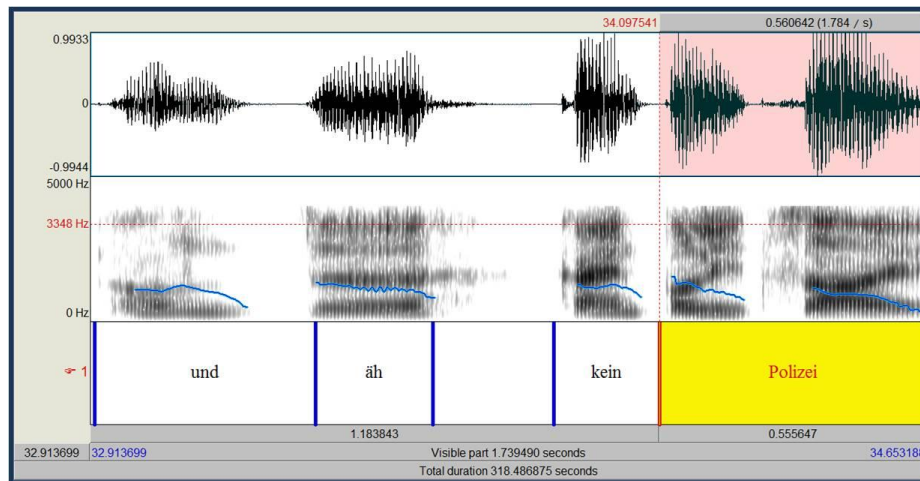 34.097541 0.560642 (1.784 / s)
0.9933
0
-0.9944
5000 Hz
3348 Hz
0 Hz
☞ 1 und äh kein Polizei
1.183843 0.555647
32.913699 32.913699 Visible part 1.739490 seconds 34.653188
Total duration 318.486875 seconds